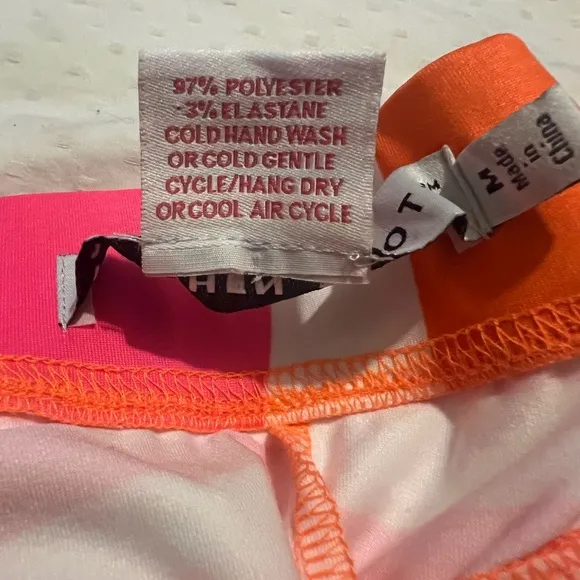 97% POLYESTER
3% ELASTANE
COLD HAND WASH
OR COLD GENTLE
CYCLE/HANG DRY
OR COOL AIR CYCLE
M
Made
in
China